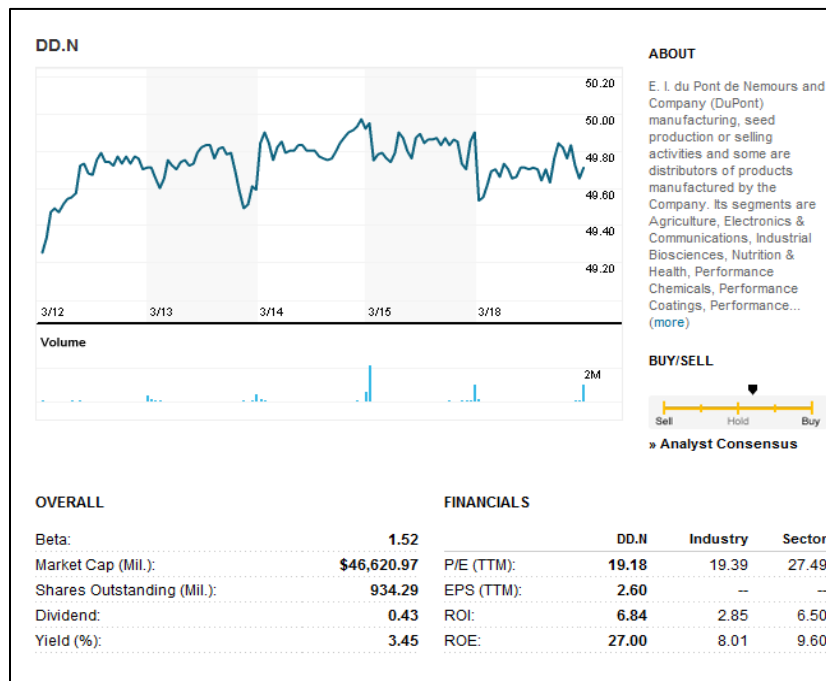 DD.N
50.20
50.00
49.80
49.60
49.40
49.20
3/12 3/13 3/14 3/15 3/18
Volume
2M
ABOUT
E. I. du Pont de Nemours and
Company (DuPont)
manufacturing, seed
production or selling
activities and some are
distributors of products
manufactured by the
Company. Its segments are
Agriculture, Electronics &
Communications, Industrial
Biosciences, Nutrition &
Health, Performance
Chemicals, Performance
Coatings, Performance...
(more)
BUY/SELL
Sell Hold Buy
» Analyst Consensus
OVERALL
Beta: 1.52
Market Cap (Mil.): $46,620.97
Shares Outstanding (Mil.): 934.29
Dividend: 0.43
Yield (%): 3.45
FINANCIALS
DD.N Industry Sector
P/E (TTM): 19.18 19.39 27.49
EPS (TTM): 2.60 -- --
ROI: 6.84 2.85 6.50
ROE: 27.00 8.01 9.60